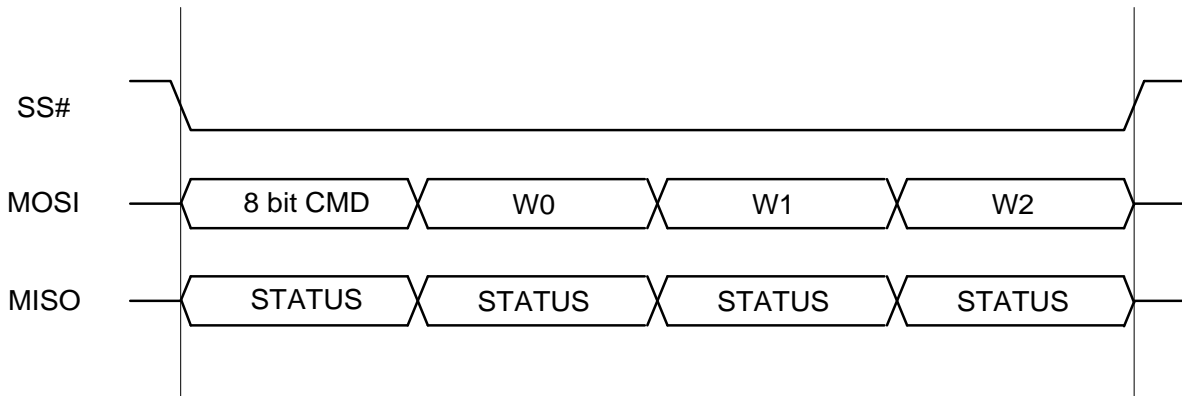 SS#
MOSI 8 bit CMD W0 W1 W2
MISO STATUS STATUS STATUS STATUS